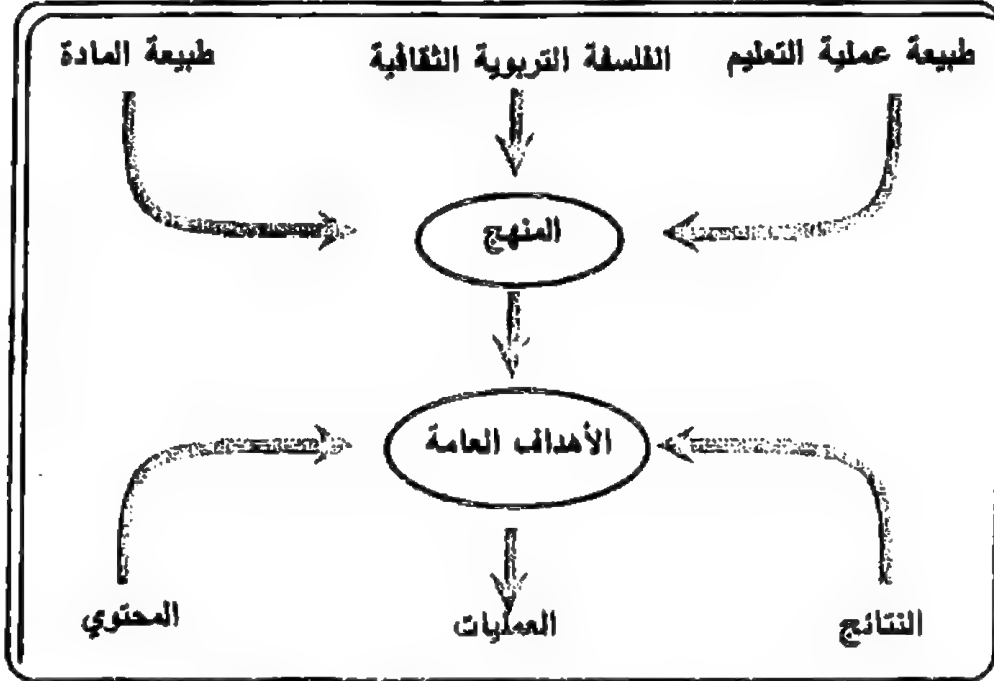 طبيعة عملية التعليم
الفلسفة التربوية الثقافية
طبيعة المادة
المنهج
الأهداف العامة
النتائج
العمليات
المحتوي